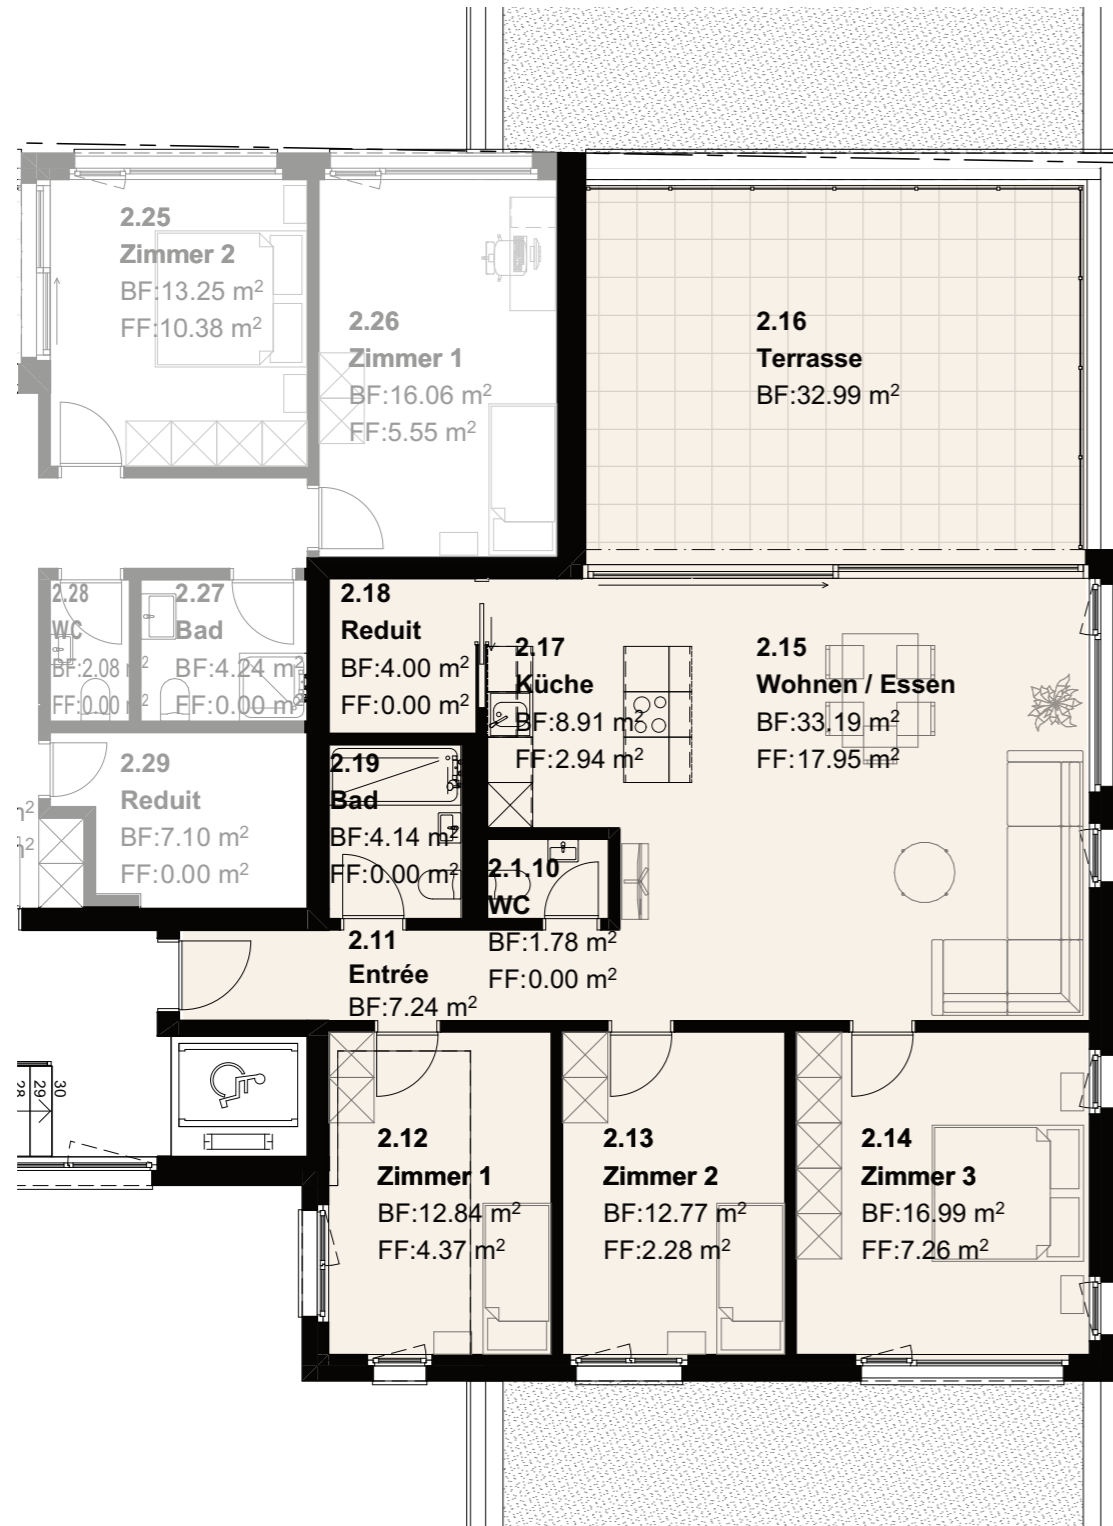 2.25
Zimmer 2
BF:13.25 m²
FF:10.38 m²
2.26
Zimmer 1
BF:16.06 m²
FF:5.55 m²
2.16
Terrasse
BF:32.99 m²
2.28
WC
BF:2.08 m²
FF:0.00 m²
2.27
Bad
BF:4.24 m²
FF:0.00 m²
2.18
Reduit
BF:4.00 m²
FF:0.00 m²
2.17
Küche
BF:8.91 m²
FF:2.94 m²
2.15
Wohnen / Essen
BF:33.19 m²
FF:17.95 m²
2.29
Reduit
BF:7.10 m²
FF:0.00 m²
m²
m²
2.19
Bad
BF:4.14 m²
FF:0.00 m²
2.1.10
WC
BF:1.78 m²
FF:0.00 m²
2.11
Entrée
BF:7.24 m²
30
29
28
2.12
Zimmer 1
BF:12.84 m²
FF:4.37 m²
2.13
Zimmer 2
BF:12.77 m²
FF:2.28 m²
2.14
Zimmer 3
BF:16.99 m²
FF:7.26 m²